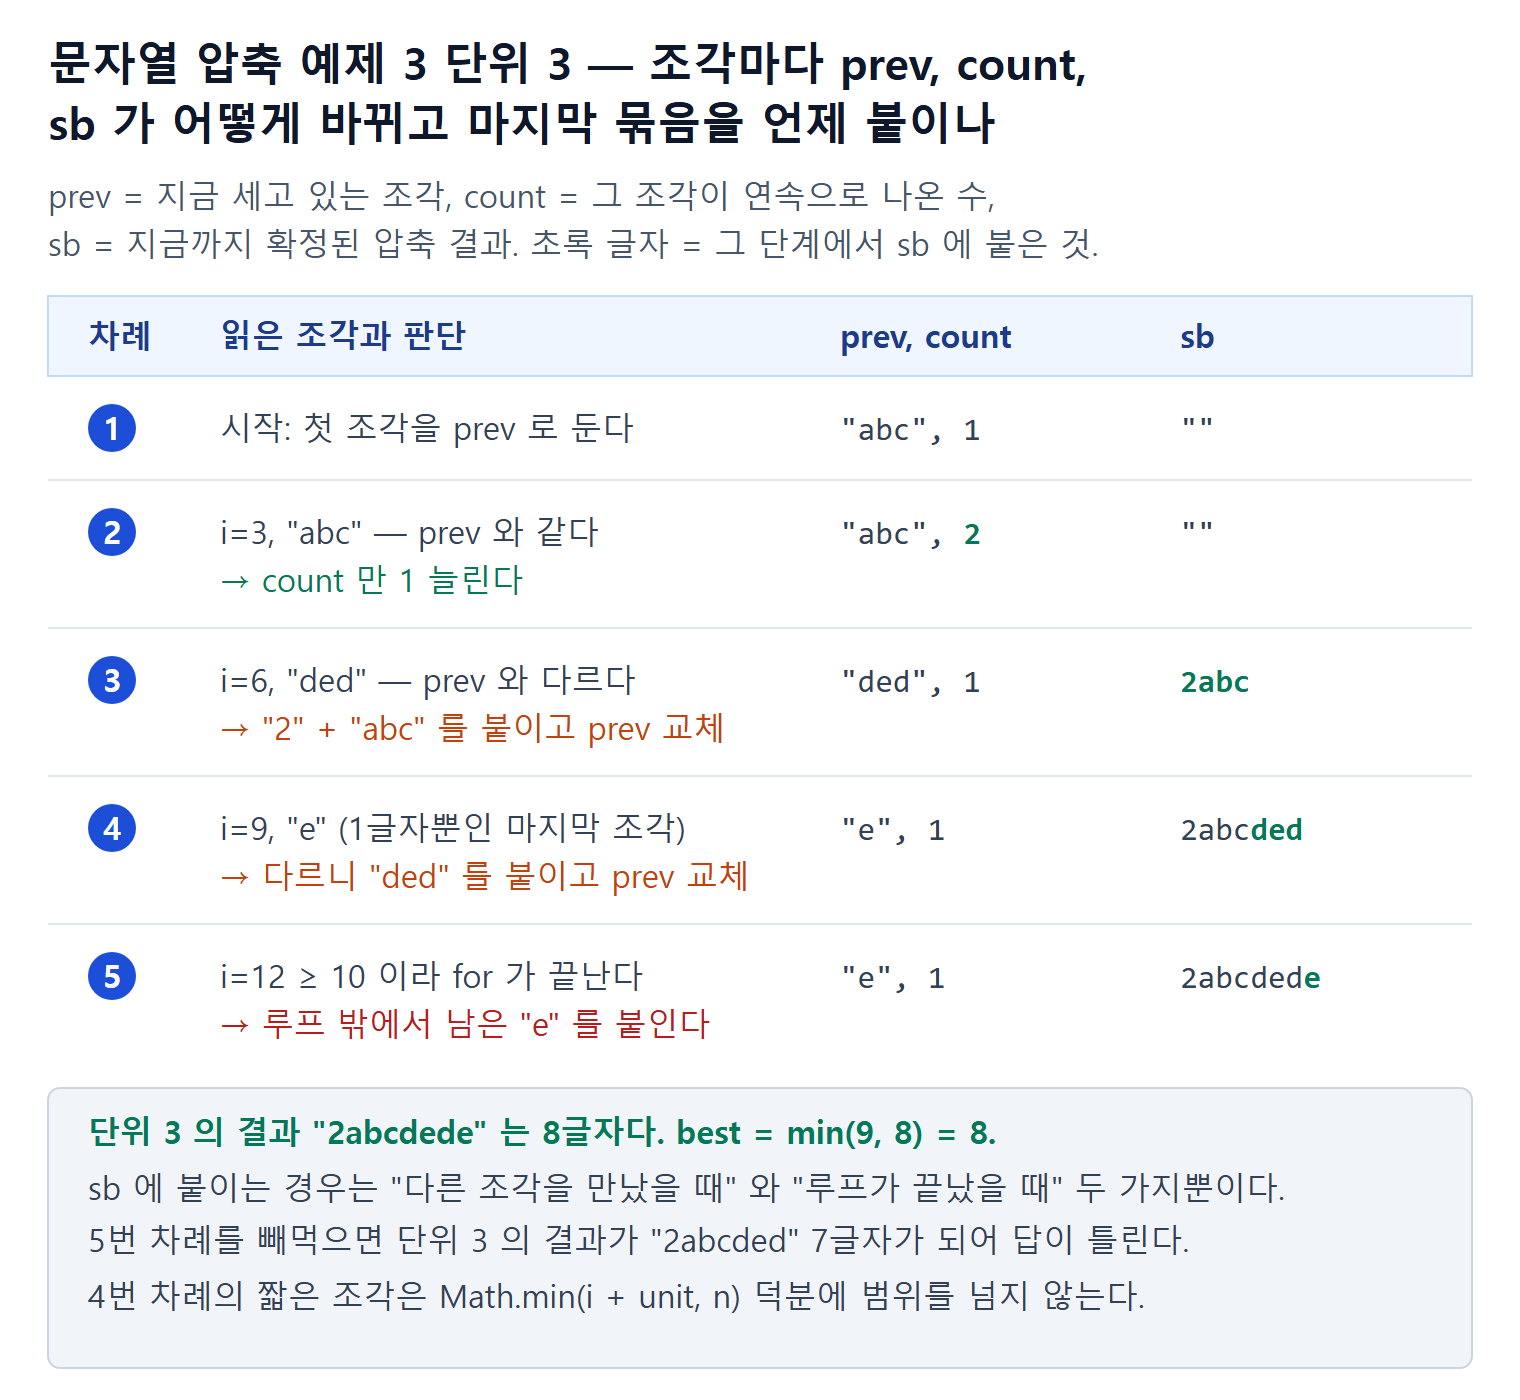 문자열 압축 예제 3 단위 3 — 조각마다 prev, count,
sb 가 어떻게 바뀌고 마지막 묶음을 언제 붙이나
prev = 지금 세고 있는 조각, count = 그 조각이 연속으로 나온 수,
sb = 지금까지 확정된 압축 결과. 초록 글자 = 그 단계에서 sb 에 붙은 것.
차례 읽은 조각과 판단 prev, count sb
1 시작: 첫 조각을 prev 로 둔다 "abc", 1 ""
2 i=3, "abc" — prev 와 같다 "abc", 2 ""
→ count 만 1 늘린다
3 i=6, "ded" — prev 와 다르다 "ded", 1 2abc
→ "2" + "abc" 를 붙이고 prev 교체
4 i=9, "e" (1글자뿐인 마지막 조각) "e", 1 2abcded
→ 다르니 "ded" 를 붙이고 prev 교체
5 i=12 ≥ 10 이라 for 가 끝난다 "e", 1 2abcdede
→ 루프 밖에서 남은 "e" 를 붙인다
단위 3 의 결과 "2abcdede" 는 8글자다. best = min(9, 8) = 8.
sb 에 붙이는 경우는 "다른 조각을 만났을 때" 와 "루프가 끝났을 때" 두 가지뿐이다.
5번 차례를 빼먹으면 단위 3 의 결과가 "2abcded" 7글자가 되어 답이 틀린다.
4번 차례의 짧은 조각은 Math.min(i + unit, n) 덕분에 범위를 넘지 않는다.